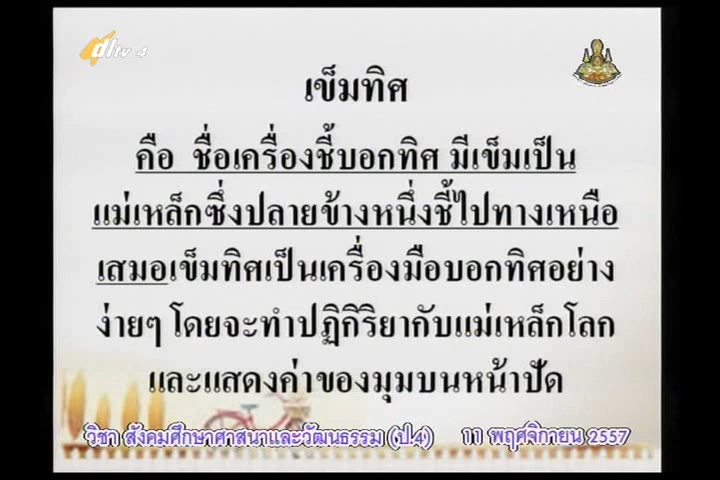 dltv 4
เข็มทิศ
คือ ชื่อเครื่องชี้บอกทิศ มีเข็มเป็น
แม่เหล็กซึ่งปลายข้างหนึ่งชี้ไปทางเหนือ
เสมอเข็มทิศเป็นเครื่องมือบอกทิศอย่าง
ง่ายๆ โดยจะทำปฏิกิริยากับแม่เหล็กโลก
และแสดงค่าของมุมบนหน้าปัด
วิชา สังคมศึกษาศาสนาและวัฒนธรรม (ป.4) 11 พฤศจิกายน 2557